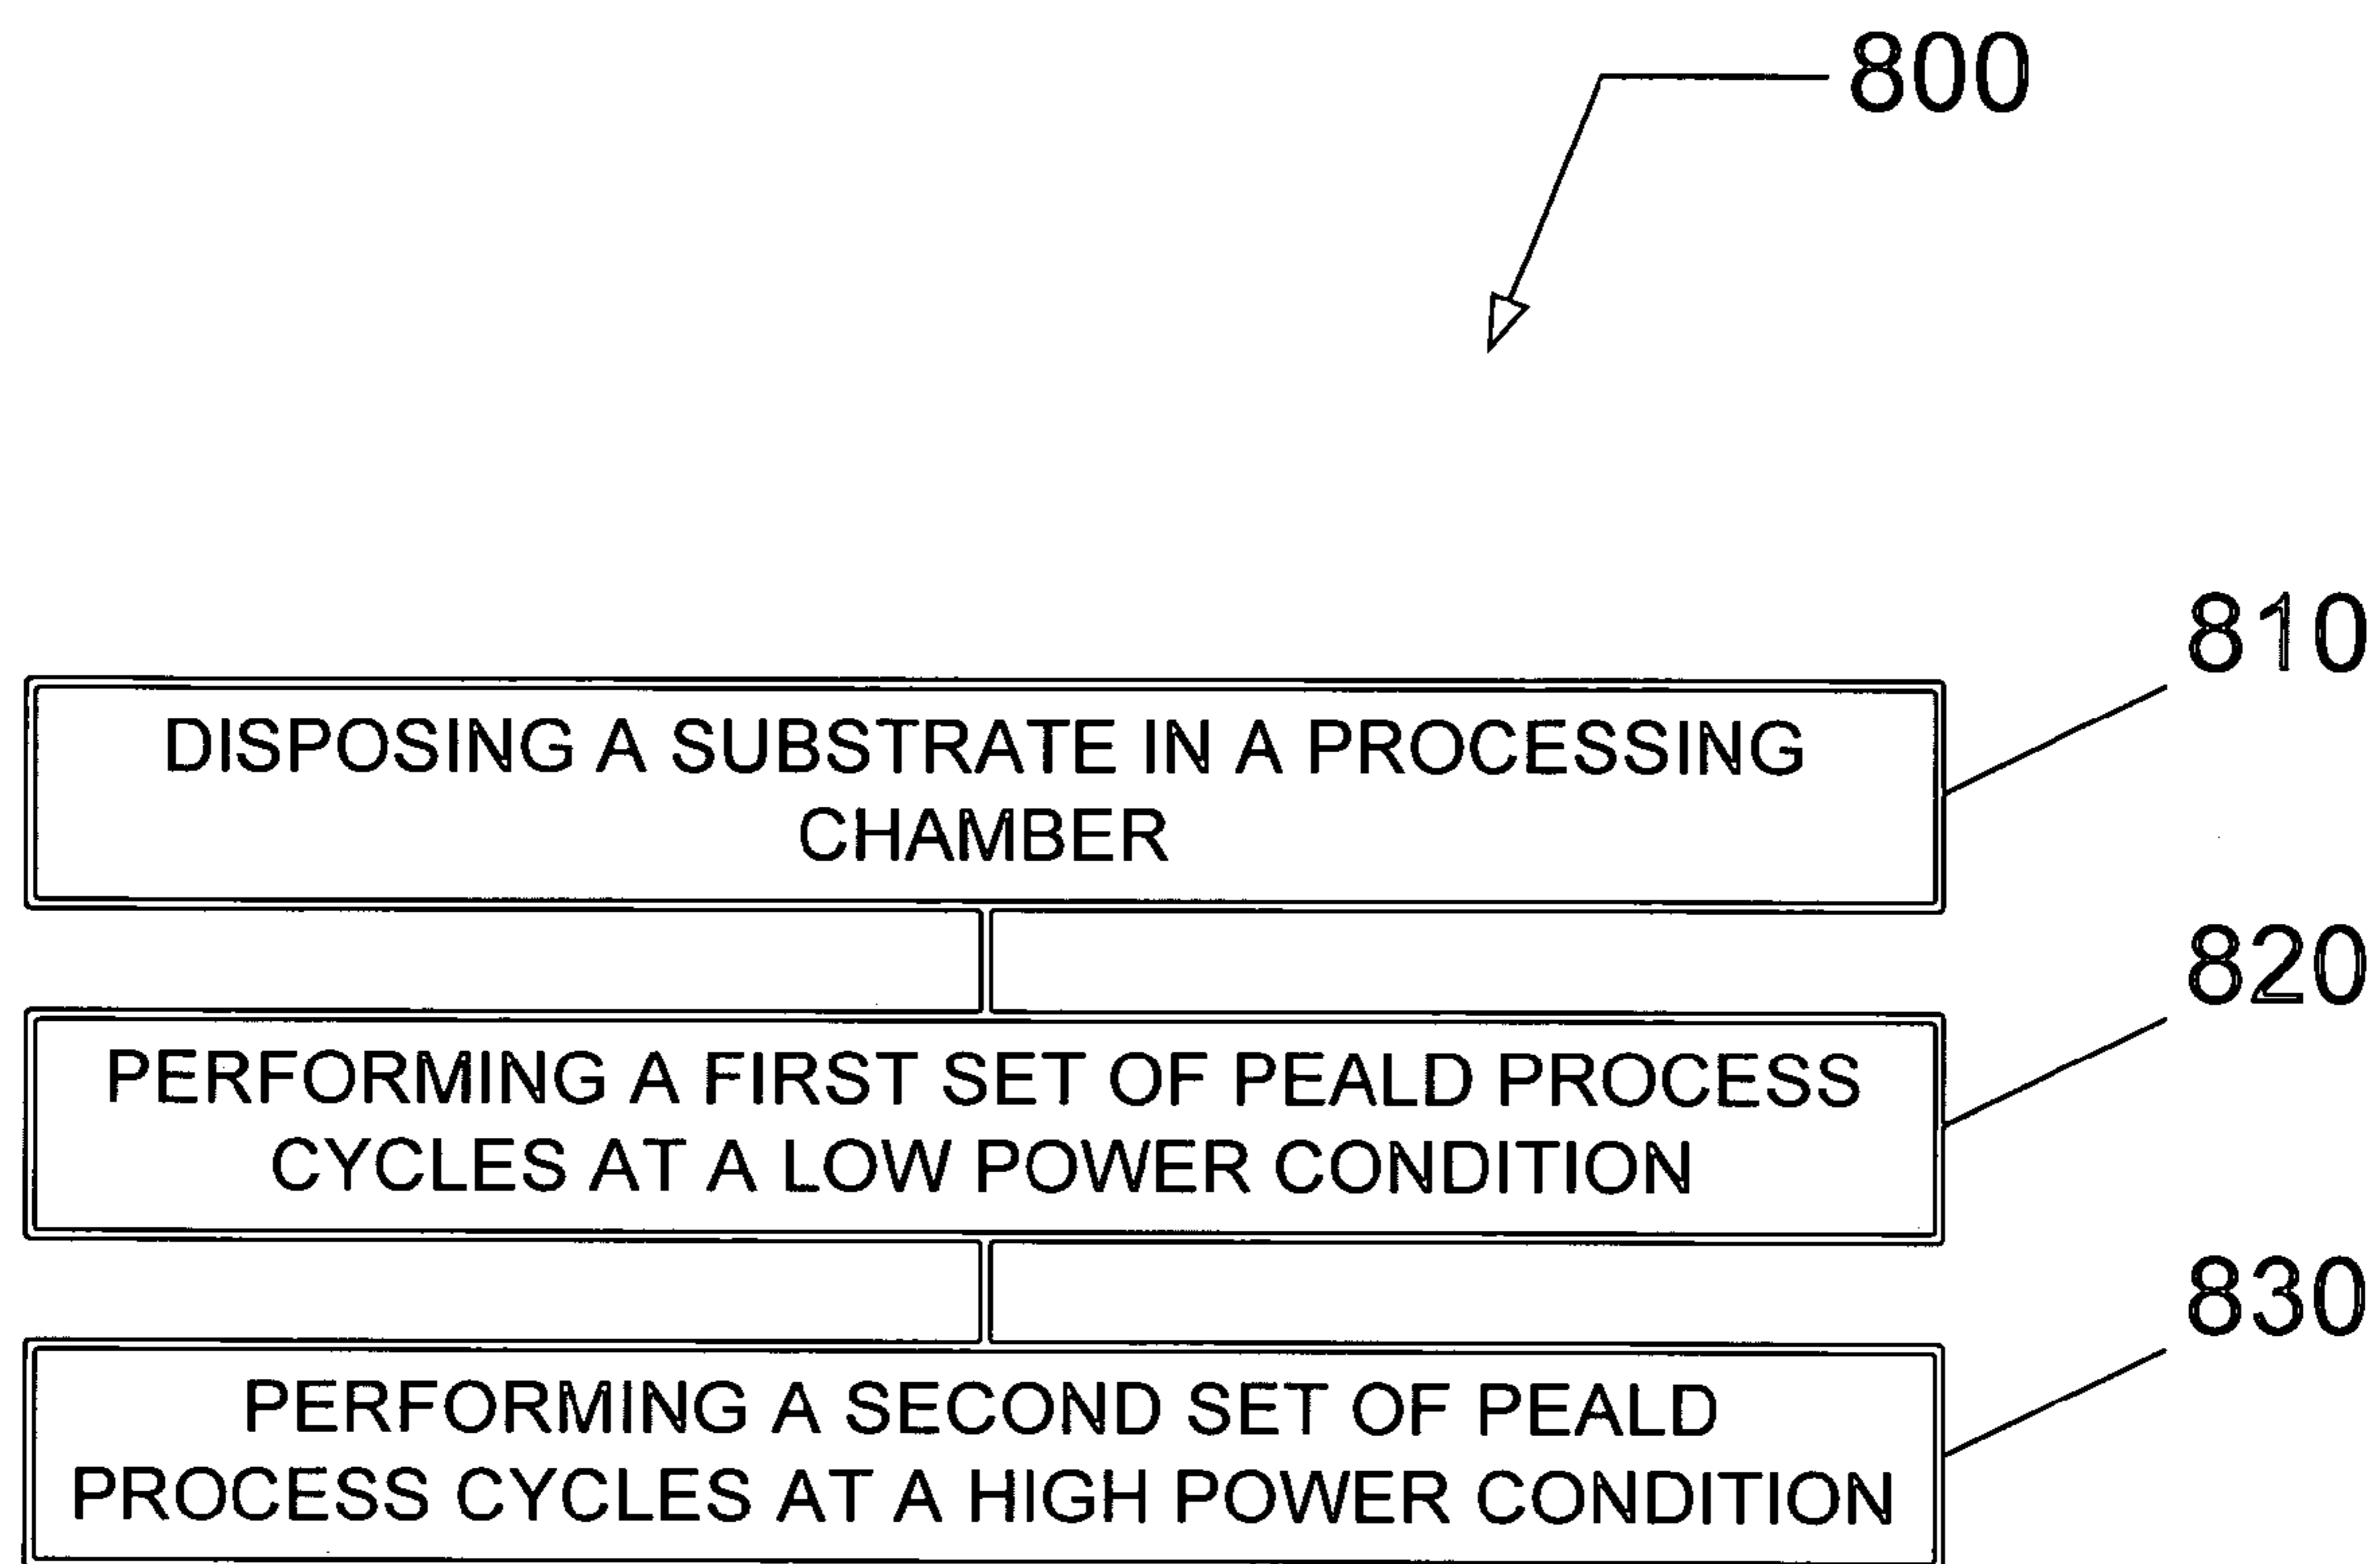 800
810
DISPOSING A SUBSTRATE IN A PROCESSING
CHAMBER
820
PERFORMING A FIRST SET OF PEALD PROCESS
CYCLES AT A LOW POWER CONDITION
830
PERFORMING A SECOND SET OF PEALD
PROCESS CYCLES AT A HIGH POWER CONDITION